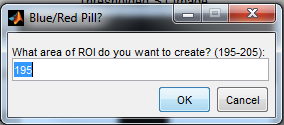 Blue/Red Pill?
What area of ROI do you want to create? (195-205):
195
OK
Cancel